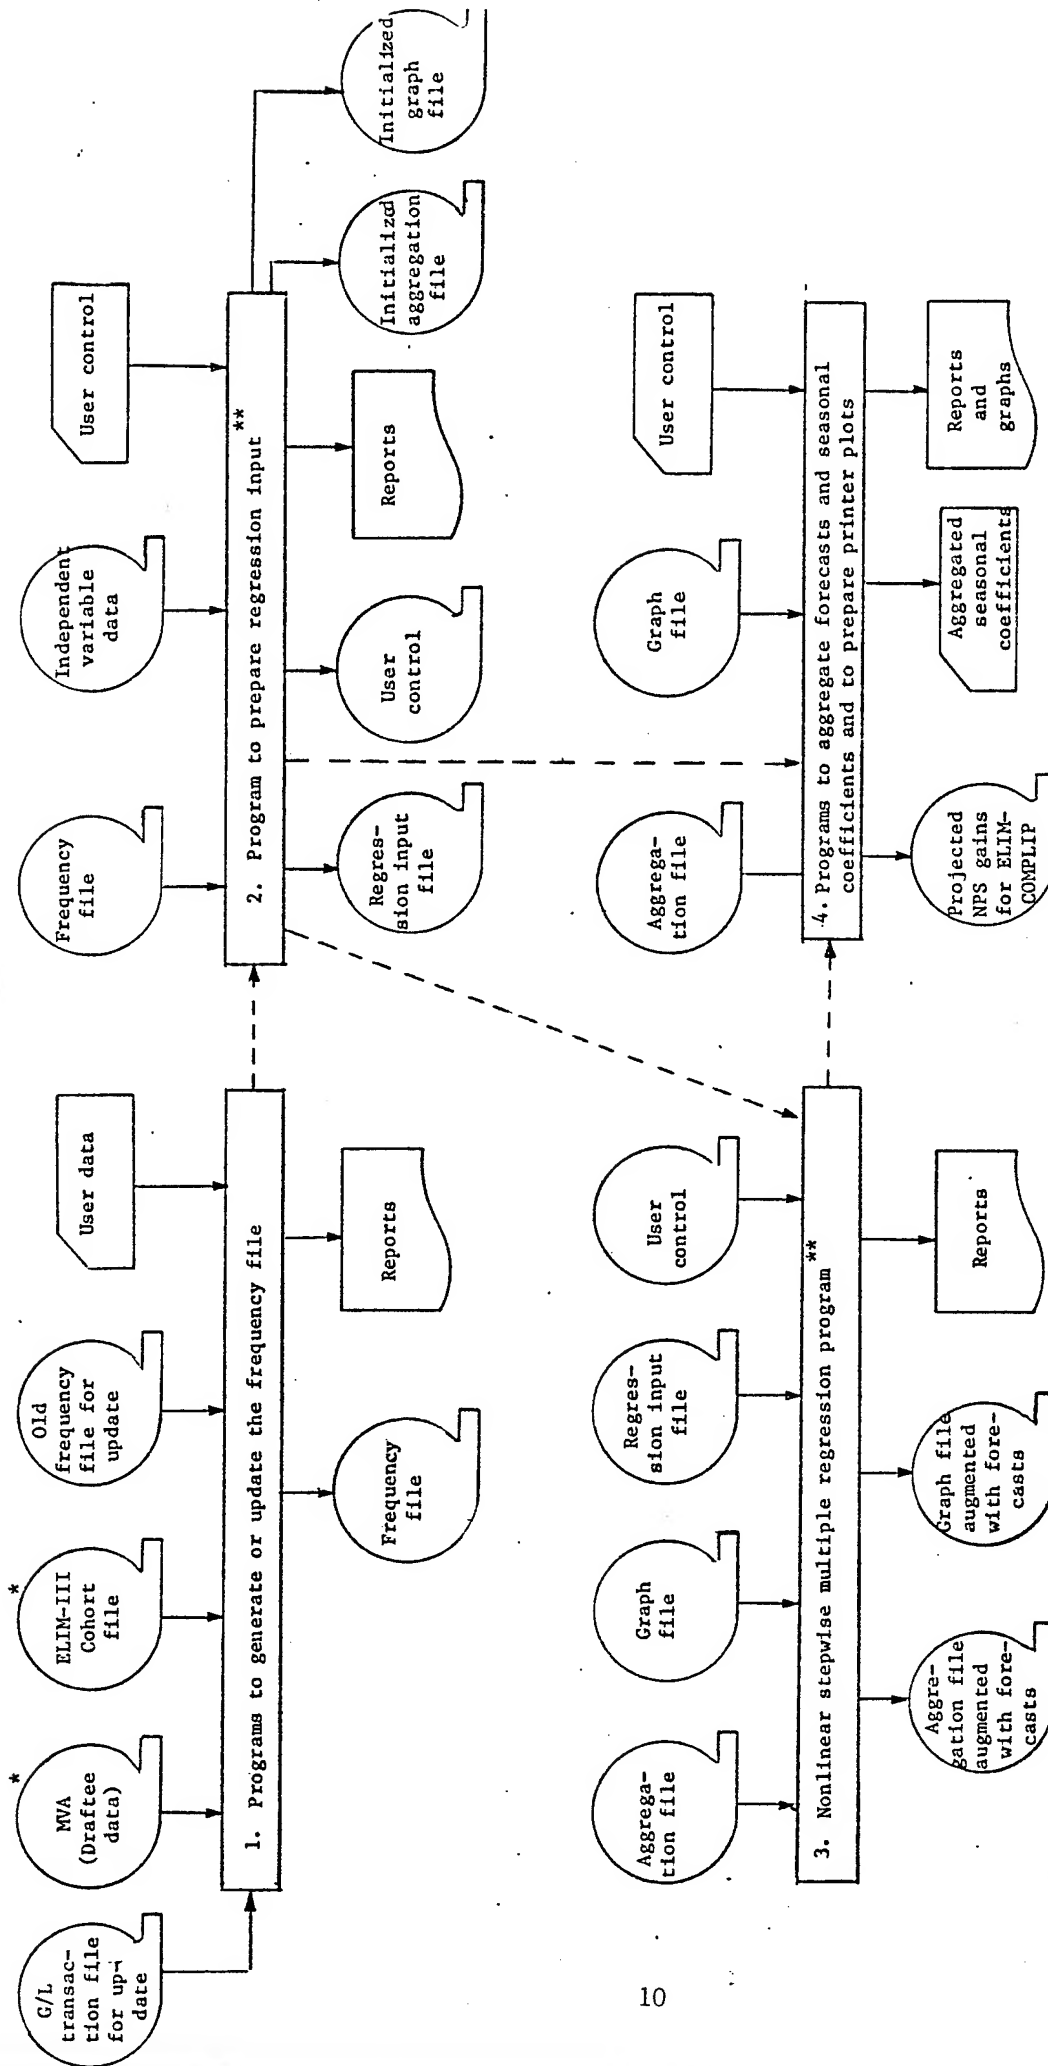 G/L
transac-
tion file
for up-
date
*
MVA
(Draftee
data)
*
ELIM-III
Cohort
file
Old
frequency
file for
update
User data
1. Programs to generate or update the frequency file
Frequency
file
Reports
Frequency
file
Independent
variable
data
User control
2. Program to prepare regression input**
Regres-
sion input
file
User
control
Reports
Initialized
aggregation
file
Initialized
graph
file
Aggrega-
tion file
Graph
file
Regres-
sion input
file
User
control
3. Nonlinear stepwise multiple regression program**
Aggre-
gation file
augmented
with fore-
casts
Graph file
augmented
with fore-
casts
Reports
Aggrega-
tion file
Graph
file
User control
4. Programs to aggregate forecasts and seasonal
coefficients and to prepare printer plots
Projected
NPS gains
for ELIM-
COMPLIP
Aggregated
seasonal
coefficients
Reports
and
graphs
10